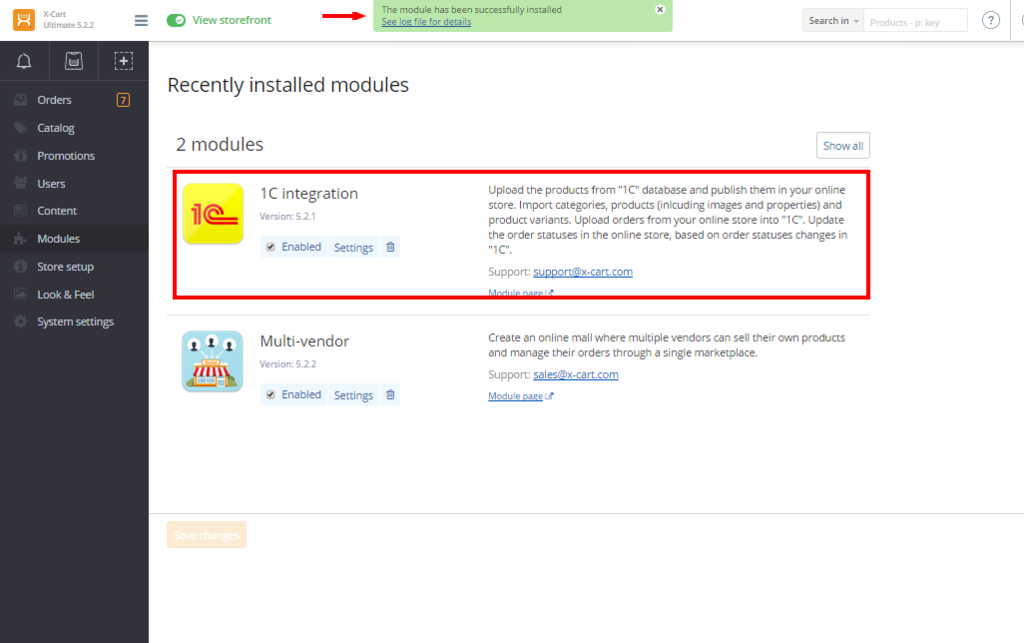 X-Cart
Ultimate 5.2.2
View storefront
The module has been successfully installed
See log file for details
Search in
Products - p: key
?
Orders
7
Catalog
Promotions
Users
Content
Modules
Store setup
Look & Feel
System settings
Recently installed modules
2 modules
Show all
1C
1C integration
Version: 5.2.1
Enabled
Settings
Upload the products from "1C" database and publish them in your online
store. Import categories, products (inlcuding images and properties) and
product variants. Upload orders from your online store into "1C". Update
the order statuses in the online store, based on order statuses changes in
"1C".
Support: support@x-cart.com
Module page
Multi-vendor
Version: 5.2.2
Enabled
Settings
Create an online mall where multiple vendors can sell their own products
and manage their orders through a single marketplace.
Support: sales@x-cart.com
Module page
Save changes